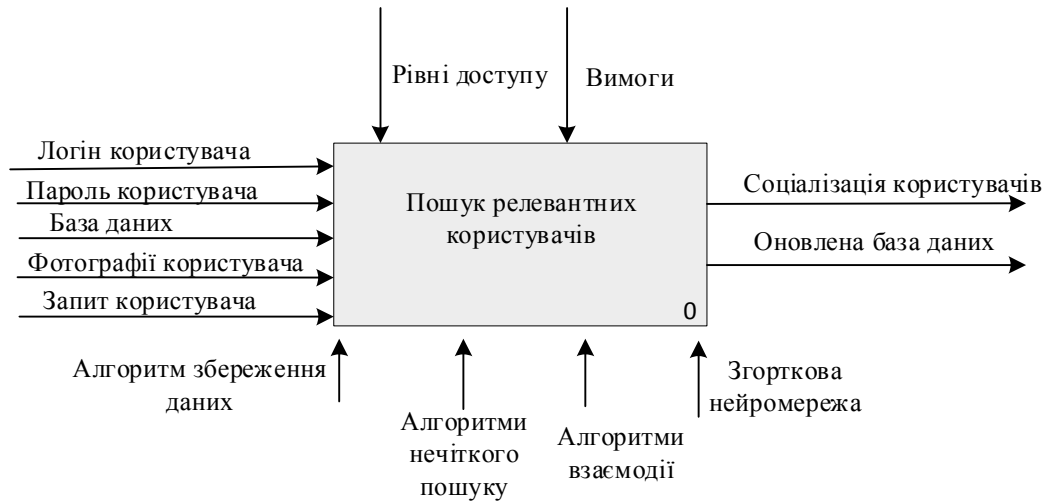 Рівні доступу
Вимоги
Логін користувача
Пароль користувача
База даних
Фотографії користувача
Запит користувача
Пошук релевантних
користувачів
0
Соціалізація користувачів
Оновлена база даних
Алгоритм збереження
даних
Алгоритми
нечіткого
пошуку
Алгоритми
взаємодії
Згорткова
нейромережа